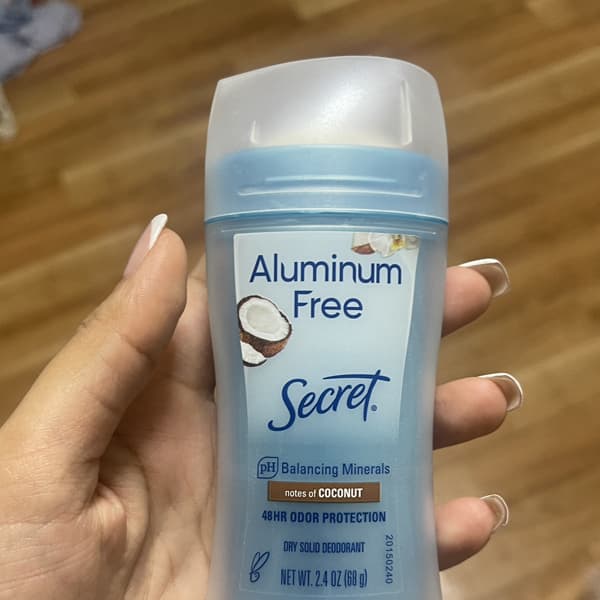 Aluminum
Free
Secret®
pH Balancing Minerals
notes of COCONUT
48HR ODOR PROTECTION
DRY SOLID DEODORANT
NET WT. 2.4 OZ (68 g)
20150240